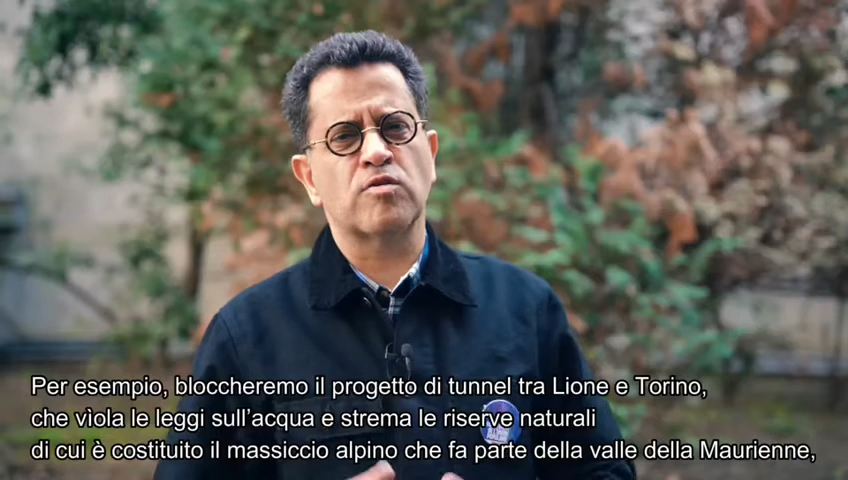 Per esempio, bloccheremo il progetto di tunnel tra Lione e Torino,
che vìola le leggi sull'acqua e strema le riserve naturali
di cui è costituito il massiccio alpino che fa parte della valle della Maurienne,